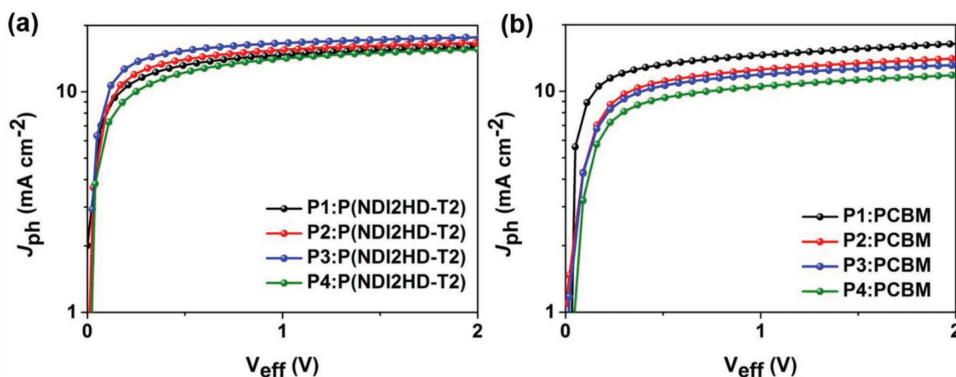 (a)
J_ph (mA cm⁻²)
10
1
P1:P(NDI2HD-T2)
P2:P(NDI2HD-T2)
P3:P(NDI2HD-T2)
P4:P(NDI2HD-T2)
0
1
2
V_eff (V)
(b)
J_ph (mA cm⁻²)
10
1
P1:PCBM
P2:PCBM
P3:PCBM
P4:PCBM
0
1
2
V_eff (V)